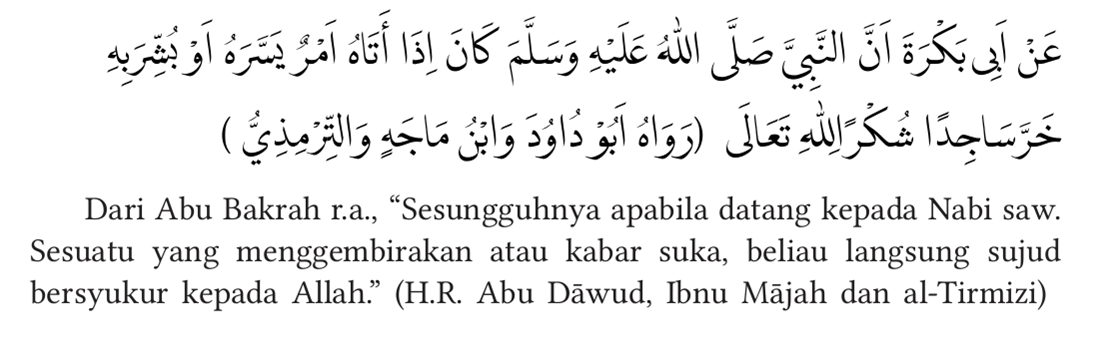 عَنْ اَبِى بَكْرَةَ اَنَّ النَّبِيَّ صَلَّى اللهُ عَلَيْهِ وَسَلَّمَ كَانَ اِذَا أَتَاهُ اَمْرٌ يَسَّرَهُ اَوْ بُشِّرَبِهِ
خَرَّسَاجِدًا شُكْرًالِلهِ تَعَالَى (رَوَاهُ اَبُوْ دَاوُدَ وَابْنُ مَاجَهٍ وَالتِّرْمِذِيُّ )
Dari Abu Bakrah r.a., “Sesungguhnya apabila datang kepada Nabi saw.
Sesuatu yang menggembirakan atau kabar suka, beliau langsung sujud
bersyukur kepada Allah.” (H.R. Abu Dāwud, Ibnu Mājah dan al-Tirmizi)